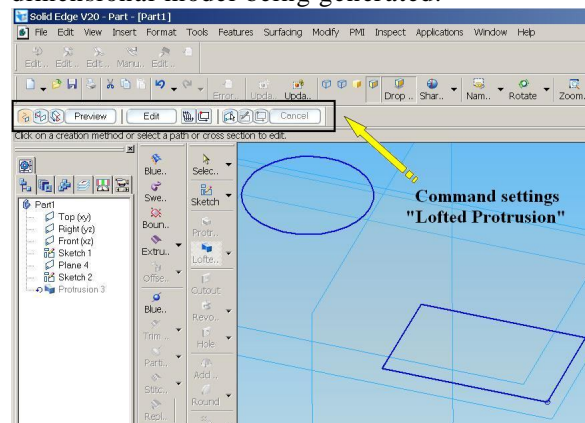 dimensional model being generated.
Solid Edge V20 - Part - [Part1]
File Edit View Insert Format Tools Features Surfacing Modify PMI Inspect Applications Window Help
Edit.. Edit.. Edit.. Manu.. Edit..
Error.. Upda.. Upda.. Drop.. Shar.. Nam.. Rotate Zoom..
Preview Edit Cancel
Click on a creation method or select a path or cross section to edit.
Part1
Top (xy)
Right (yz)
Front (xz)
Sketch 1
Plane 4
Sketch 2
Protrusion 3
Blue..
Swe..
Boun..
Extru..
Offse..
Blue..
Trim ..
Parti..
Stitc..
Repl..
Selec..
Sketch
Protr..
Lofte..
Cutout
Revo..
Hole
Add ..
Round
Command settings
"Lofted Protrusion"